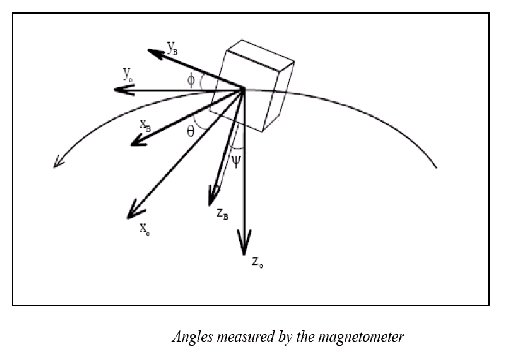 y_B
y_o
ϕ
x_B
θ
ψ
z_B
x_o
z_o
Angles measured by the magnetometer